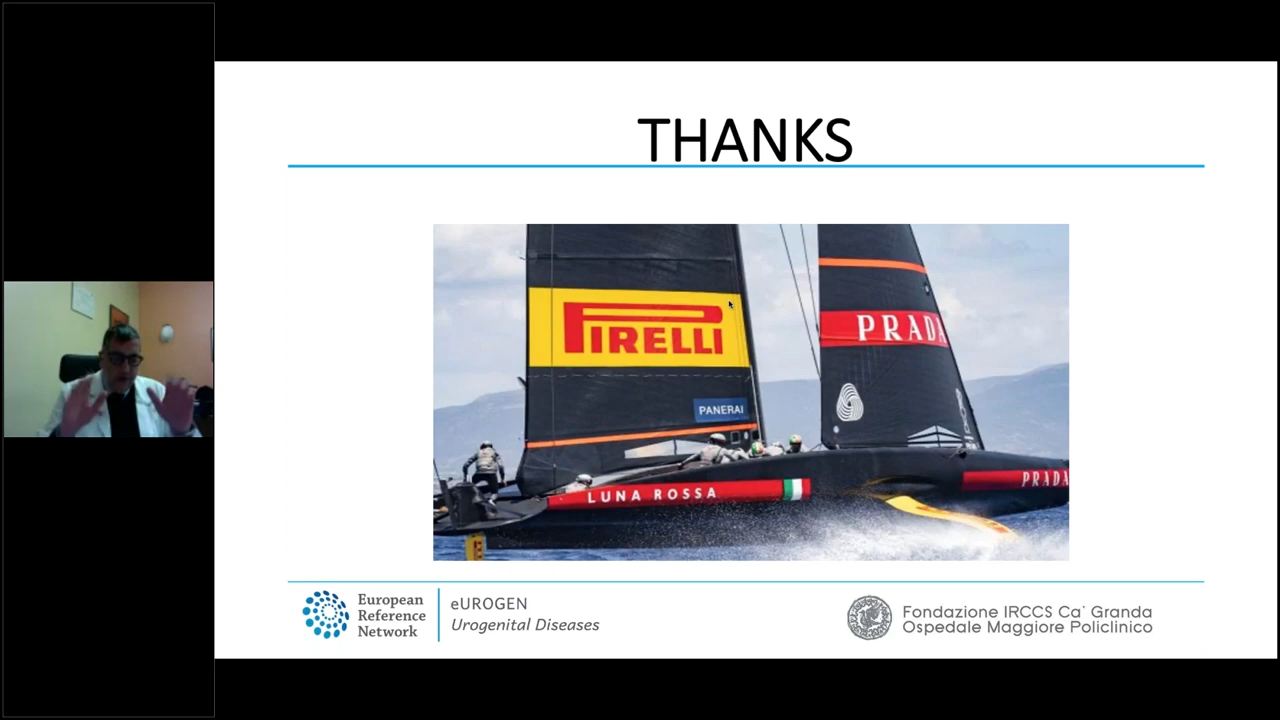 THANKS
PIRELLI
PRADA
PANERAI
LUNA ROSSA
PRADA
European
Reference
Network
eUROGEN
Urogenital Diseases
Fondazione IRCCS Ca' Granda
Ospedale Maggiore Policlinico